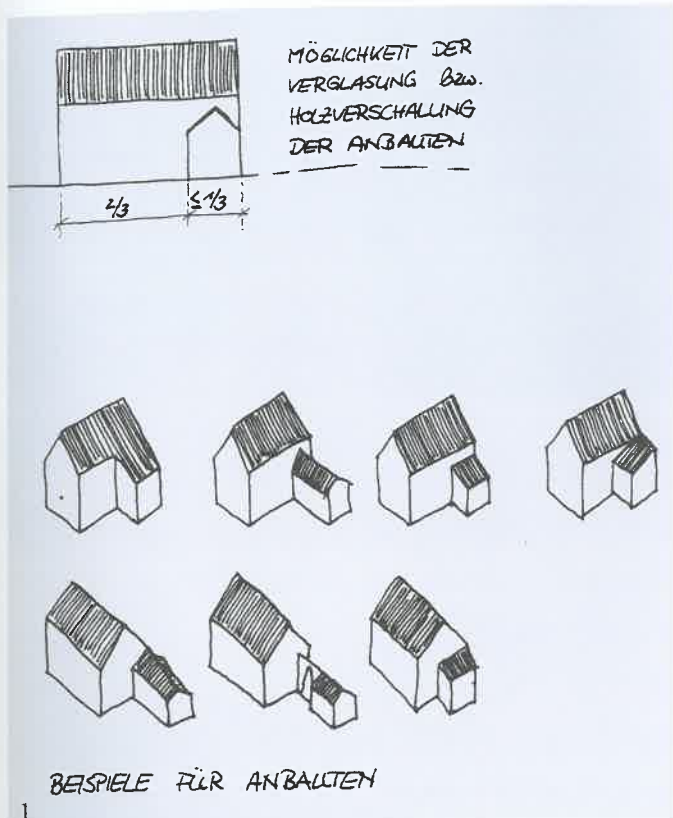 MÖGLICHKEIT DER
VERGLASUNG BZW.
HOLZVERSCHALUNG
DER ANBAUTEN
2/3
≤ 1/3
BEISPIELE FÜR ANBAUTEN
1